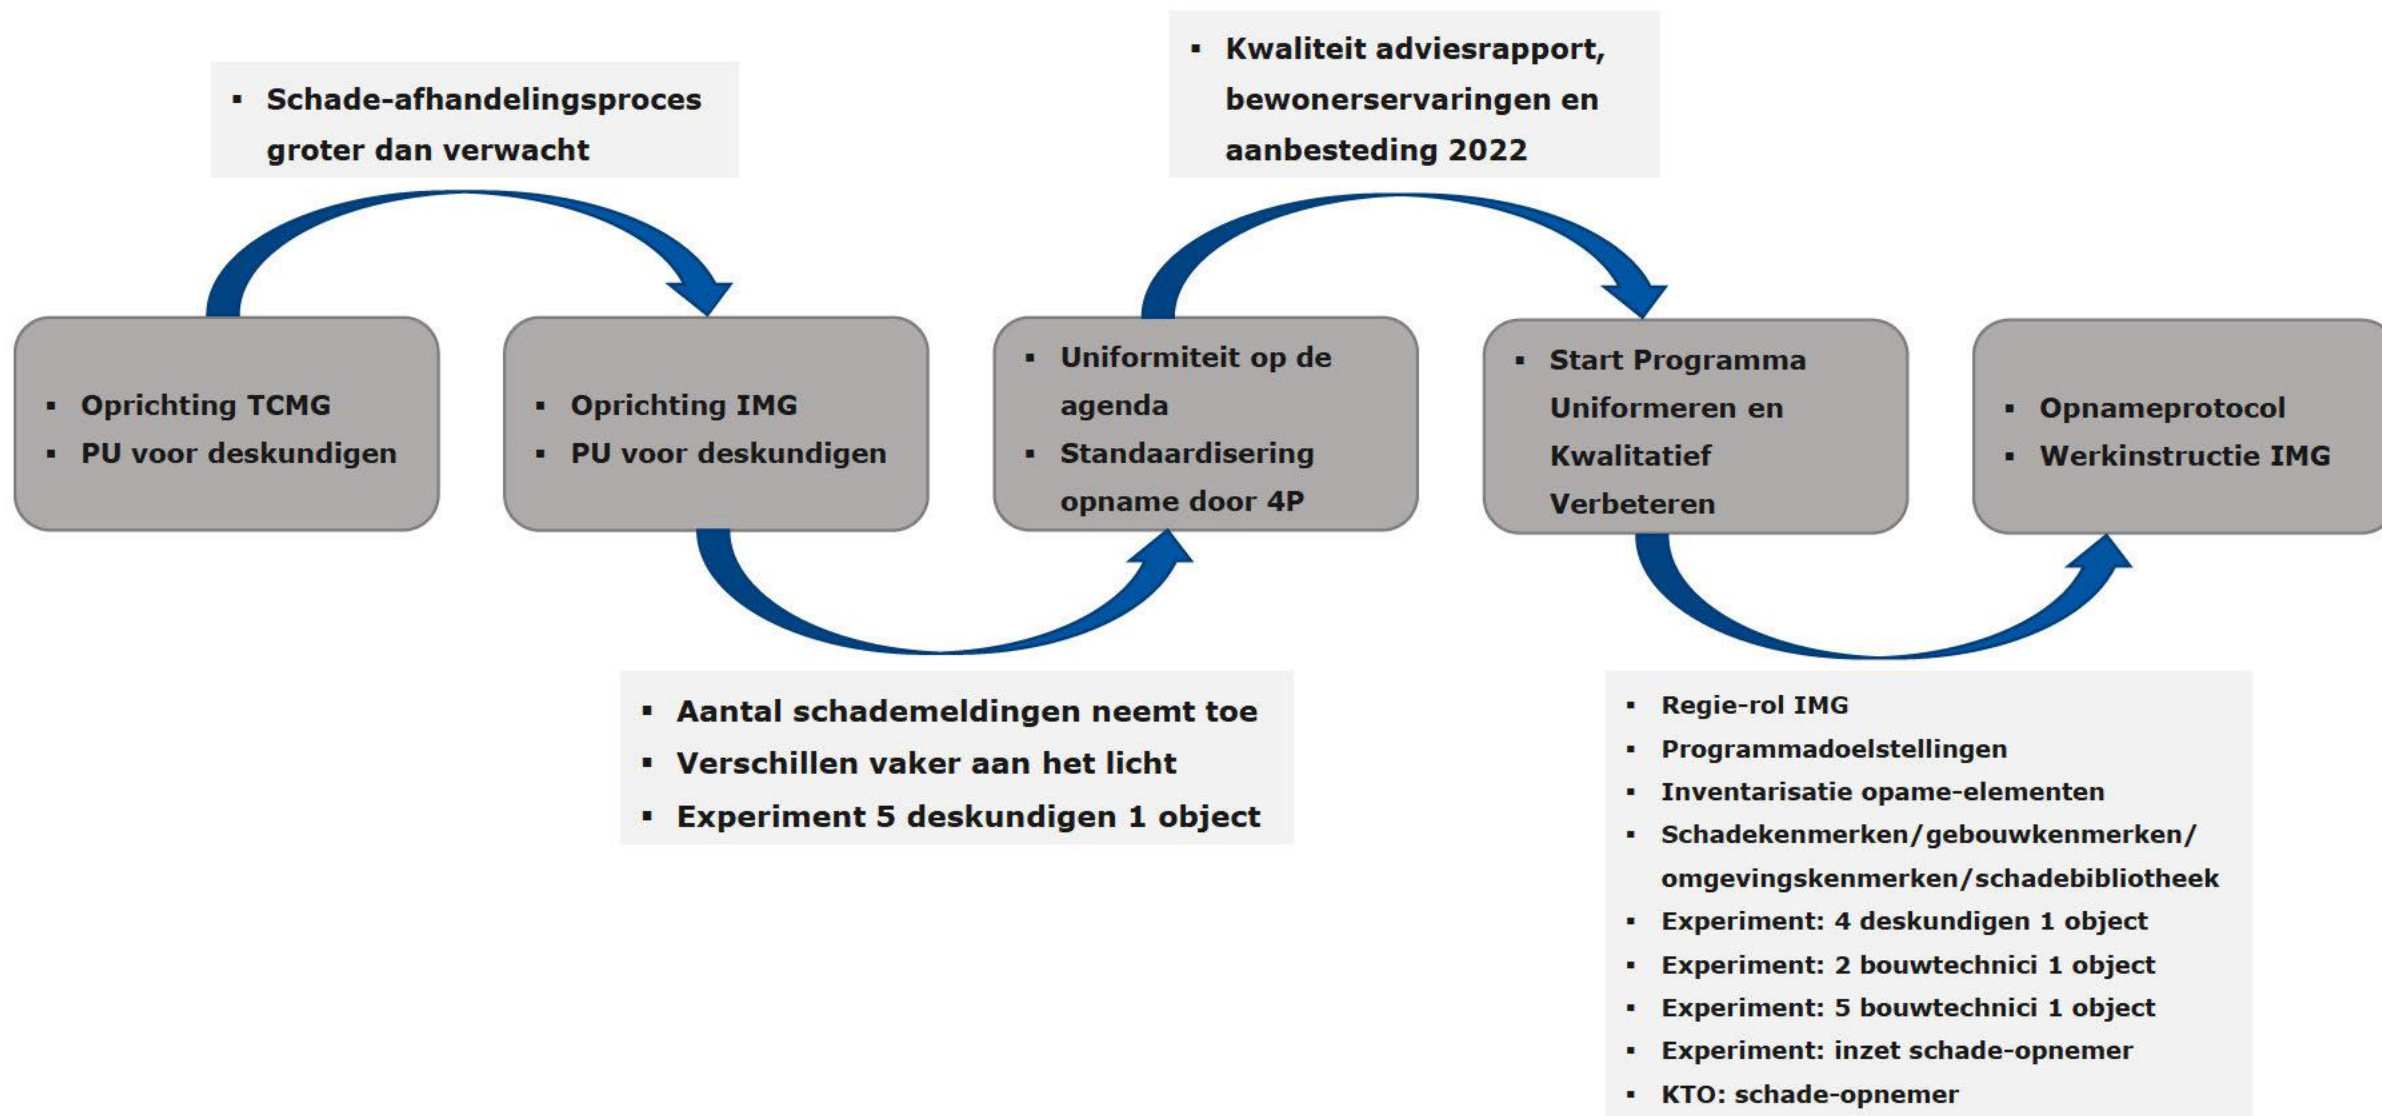 ▪ Schade-afhandelingsproces
groter dan verwacht
▪ Kwaliteit adviesrapport,
bewonerservaringen en
aanbesteding 2022
▪ Oprichting TCMG
▪ PU voor deskundigen
▪ Oprichting IMG
▪ PU voor deskundigen
▪ Uniformiteit op de
agenda
▪ Standaardisering
opname door 4P
▪ Start Programma
Uniformeren en
Kwalitatief
Verbeteren
▪ Opnameprotocol
▪ Werkinstructie IMG
▪ Aantal schademeldingen neemt toe
▪ Verschillen vaker aan het licht
▪ Experiment 5 deskundigen 1 object
▪ Regie-rol IMG
▪ Programmadoelstellingen
▪ Inventarisatie opame-elementen
▪ Schadekenmerken/gebouwkenmerken/
omgevingskenmerken/schadebibliotheek
▪ Experiment: 4 deskundigen 1 object
▪ Experiment: 2 bouwtechnici 1 object
▪ Experiment: 5 bouwtechnici 1 object
▪ Experiment: inzet schade-opnemer
▪ KTO: schade-opnemer